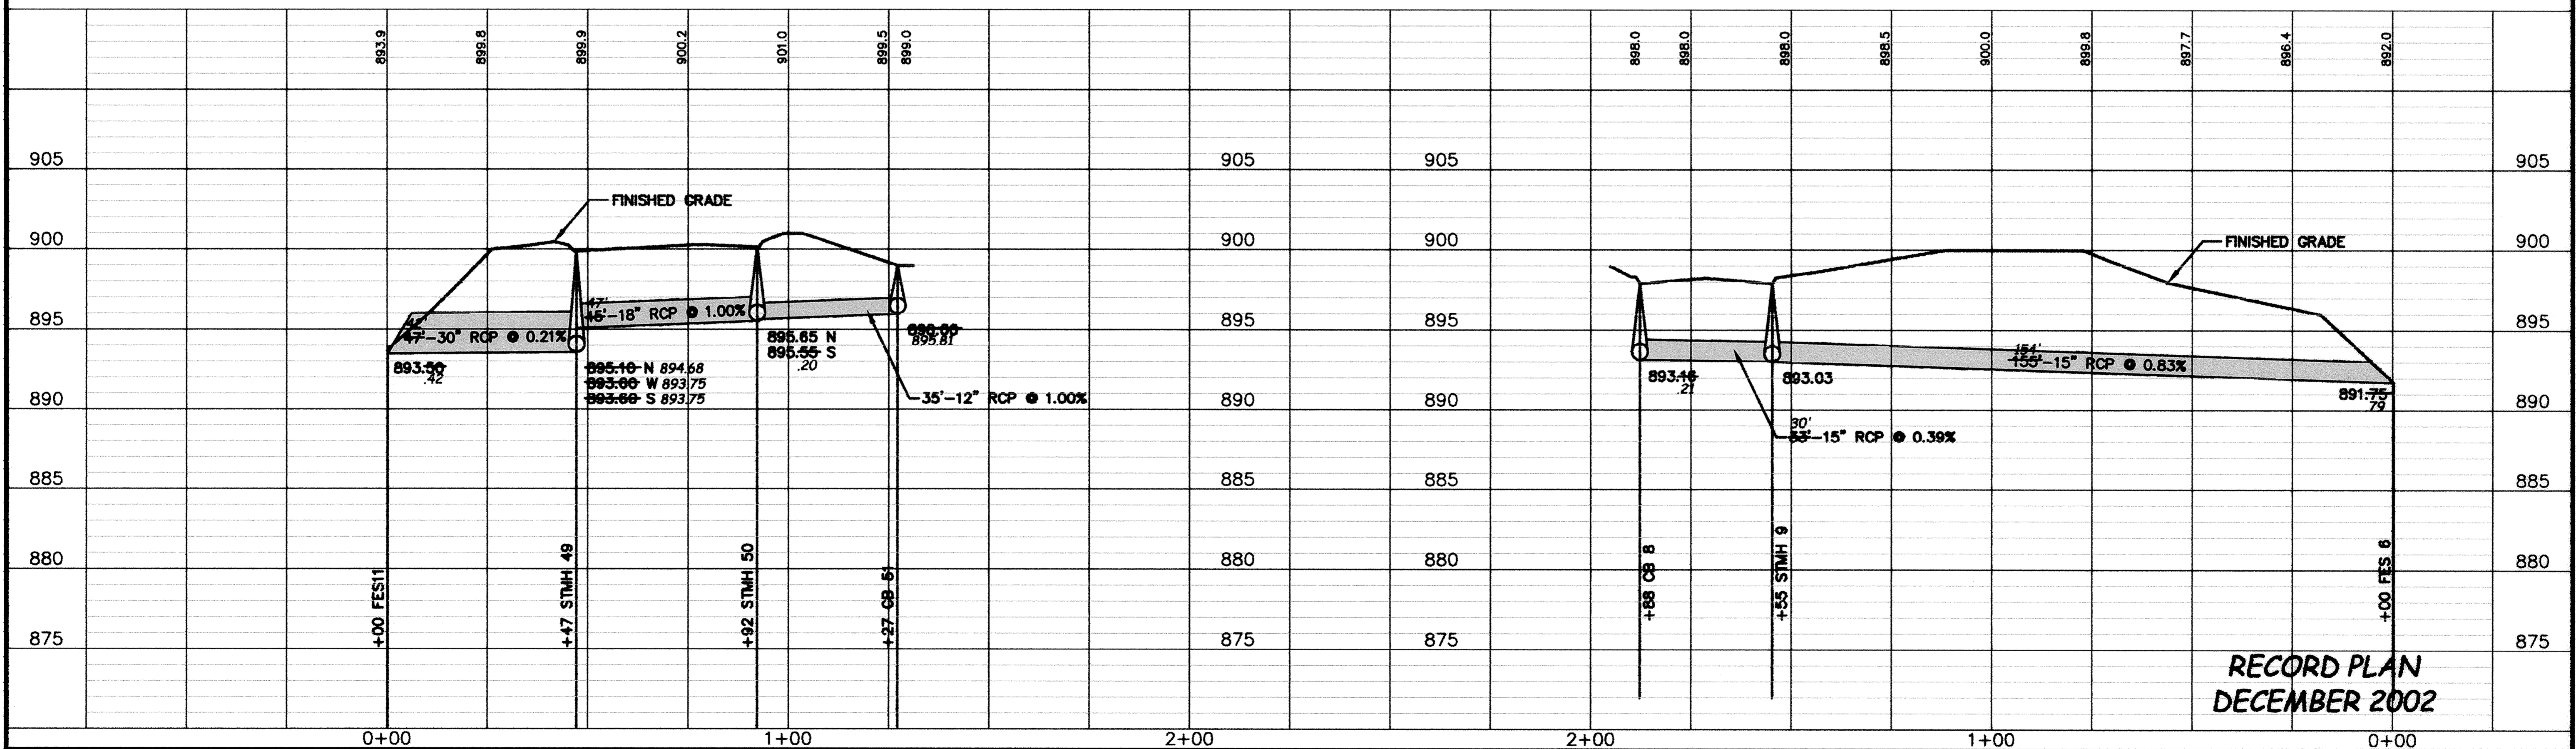 893.9 899.8 899.9 900.2 901.0 899.5 899.0 898.0 898.0 898.0 898.5 900.0 899.8 897.7 896.4 892.0
905 905 905 905
FINISHED GRADE
900 900 900 900
FINISHED GRADE
47'
45'-18" RCP @ 1.00%
895 895 895 895
47'-30" RCP @ 0.21%
895.81
895.65 N
895.55 S
.20
893.50
.42
895.10 N 894.68
893.60 W 893.75
893.60 S 893.75
35'-12" RCP @ 1.00%
154'
155'-15" RCP @ 0.83%
893.16
.21
893.03
891.75
.79
890 890 890 890
30'
33'-15" RCP @ 0.39%
885 885 885 885
880 880 880 880
875 875 875 875
+00 FES11
+47 STMH 49
+92 STMH 50
+27 CB 51
+88 CB 8
+55 STMH 9
+00 FES 6
RECORD PLAN
DECEMBER 2002
0+00 1+00 2+00 2+00 1+00 0+00